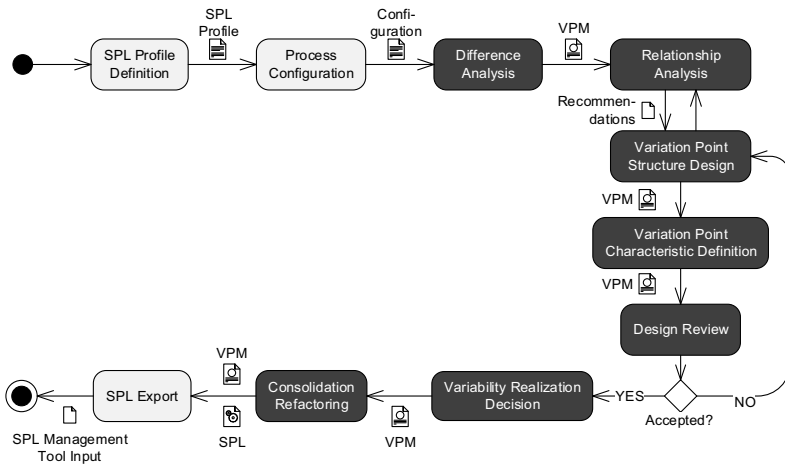 SPL
Profile
Confi-
guration
VPM
SPL Profile
Definition
Process
Configuration
Difference
Analysis
Relationship
Analysis
Recommen-
dations
Variation Point
Structure Design
VPM
Variation Point
Characteristic Definition
VPM
Design Review
Accepted?
YES
NO
Variability Realization
Decision
VPM
Consolidation
Refactoring
VPM
SPL
SPL Export
SPL Management
Tool Input